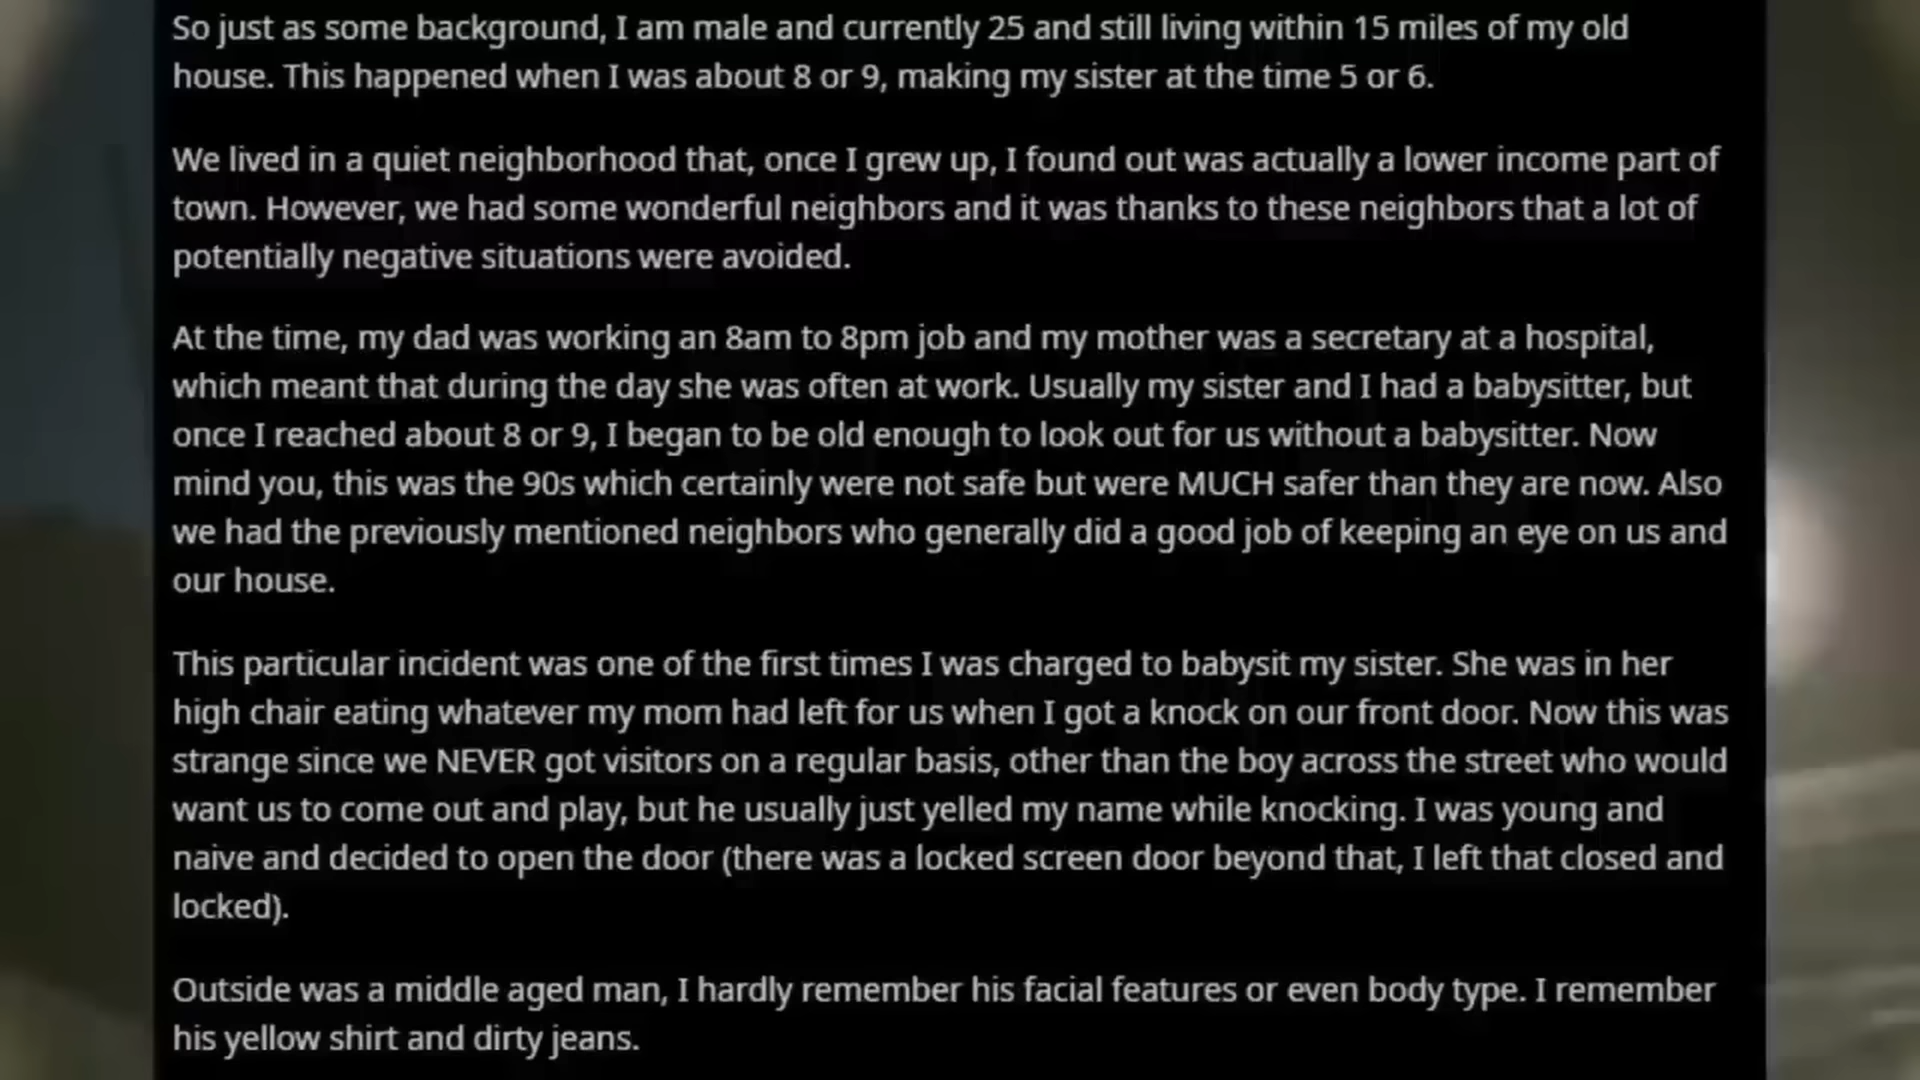 So just as some background, I am male and currently 25 and still living within 15 miles of my old
house. This happened when I was about 8 or 9, making my sister at the time 5 or 6.
We lived in a quiet neighborhood that, once I grew up, I found out was actually a lower income part of
town. However, we had some wonderful neighbors and it was thanks to these neighbors that a lot of
potentially negative situations were avoided.
At the time, my dad was working an 8am to 8pm job and my mother was a secretary at a hospital,
which meant that during the day she was often at work. Usually my sister and I had a babysitter, but
once I reached about 8 or 9, I began to be old enough to look out for us without a babysitter. Now
mind you, this was the 90s which certainly were not safe but were MUCH safer than they are now. Also
we had the previously mentioned neighbors who generally did a good job of keeping an eye on us and
our house.
This particular incident was one of the first times I was charged to babysit my sister. She was in her
high chair eating whatever my mom had left for us when I got a knock on our front door. Now this was
strange since we NEVER got visitors on a regular basis, other than the boy across the street who would
want us to come out and play, but he usually just yelled my name while knocking. I was young and
naive and decided to open the door (there was a locked screen door beyond that, I left that closed and
locked).
Outside was a middle aged man, I hardly remember his facial features or even body type. I remember
his yellow shirt and dirty jeans.